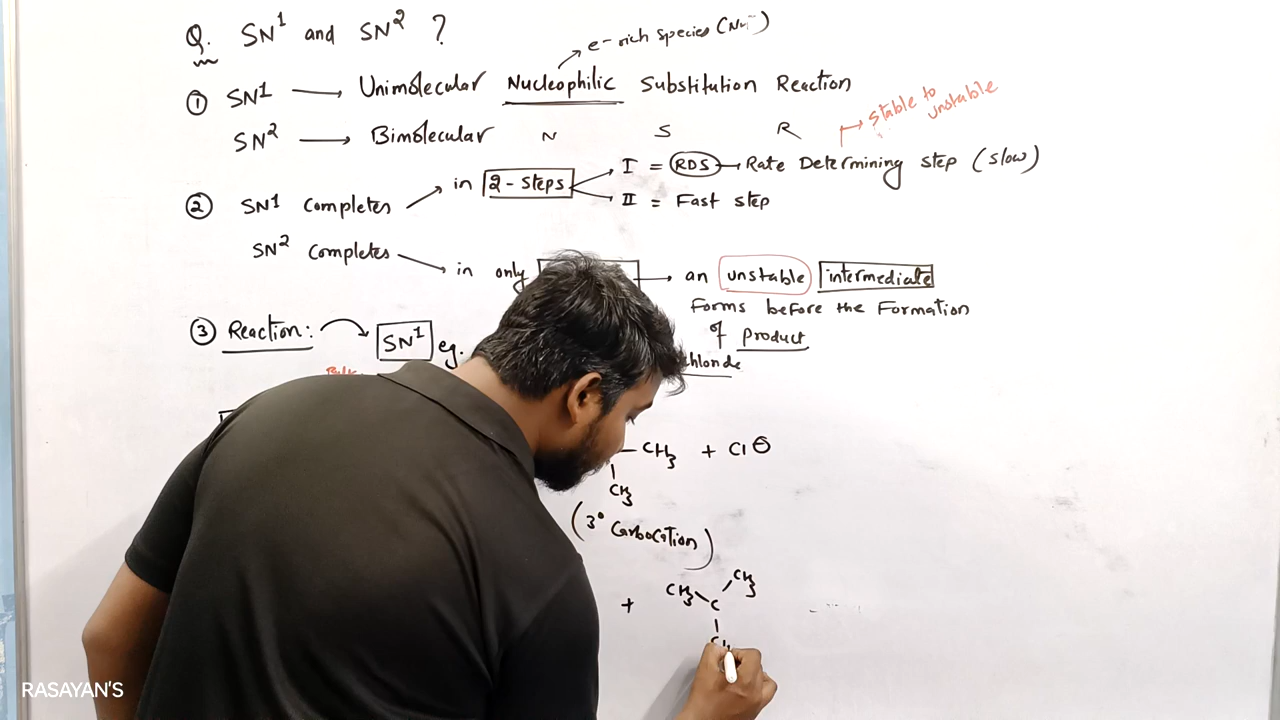 Q. SN¹ and SN² ?
e- rich species (Nu
① SN¹ → Unimolecular Nucleophilic Substitution Reaction
stable to unstable
SN² → Bimolecular N S R
② SN¹ Completes → in 2-steps
I = RDS → Rate Determining step (slow)
II = Fast step
SN² Completes → in only → an unstable intermediate
Forms before the Formation
of product
③ Reaction: SN¹ eg.
CH₃ + Cl⊖
CH₃
(3° Carbocation)
+ CH₃ C CH₃
RASAYAN'S